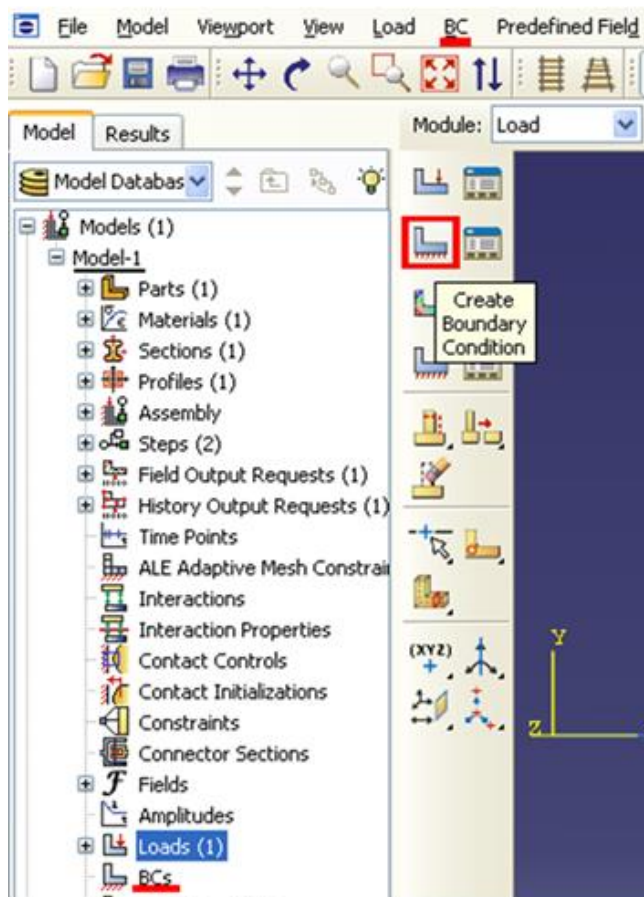 File Model Viewport View Load BC Predefined Field
Model Results
Module: Load
Model Databas
Models (1)
Model-1
Parts (1)
Materials (1)
Sections (1)
Profiles (1)
Assembly
Steps (2)
Field Output Requests (1)
History Output Requests (1)
Time Points
ALE Adaptive Mesh Constrai
Interactions
Interaction Properties
Contact Controls
Contact Initializations
Constraints
Connector Sections
Fields
Amplitudes
Loads (1)
BCs
Create
Boundary
Condition
(XYZ)
Y
Z